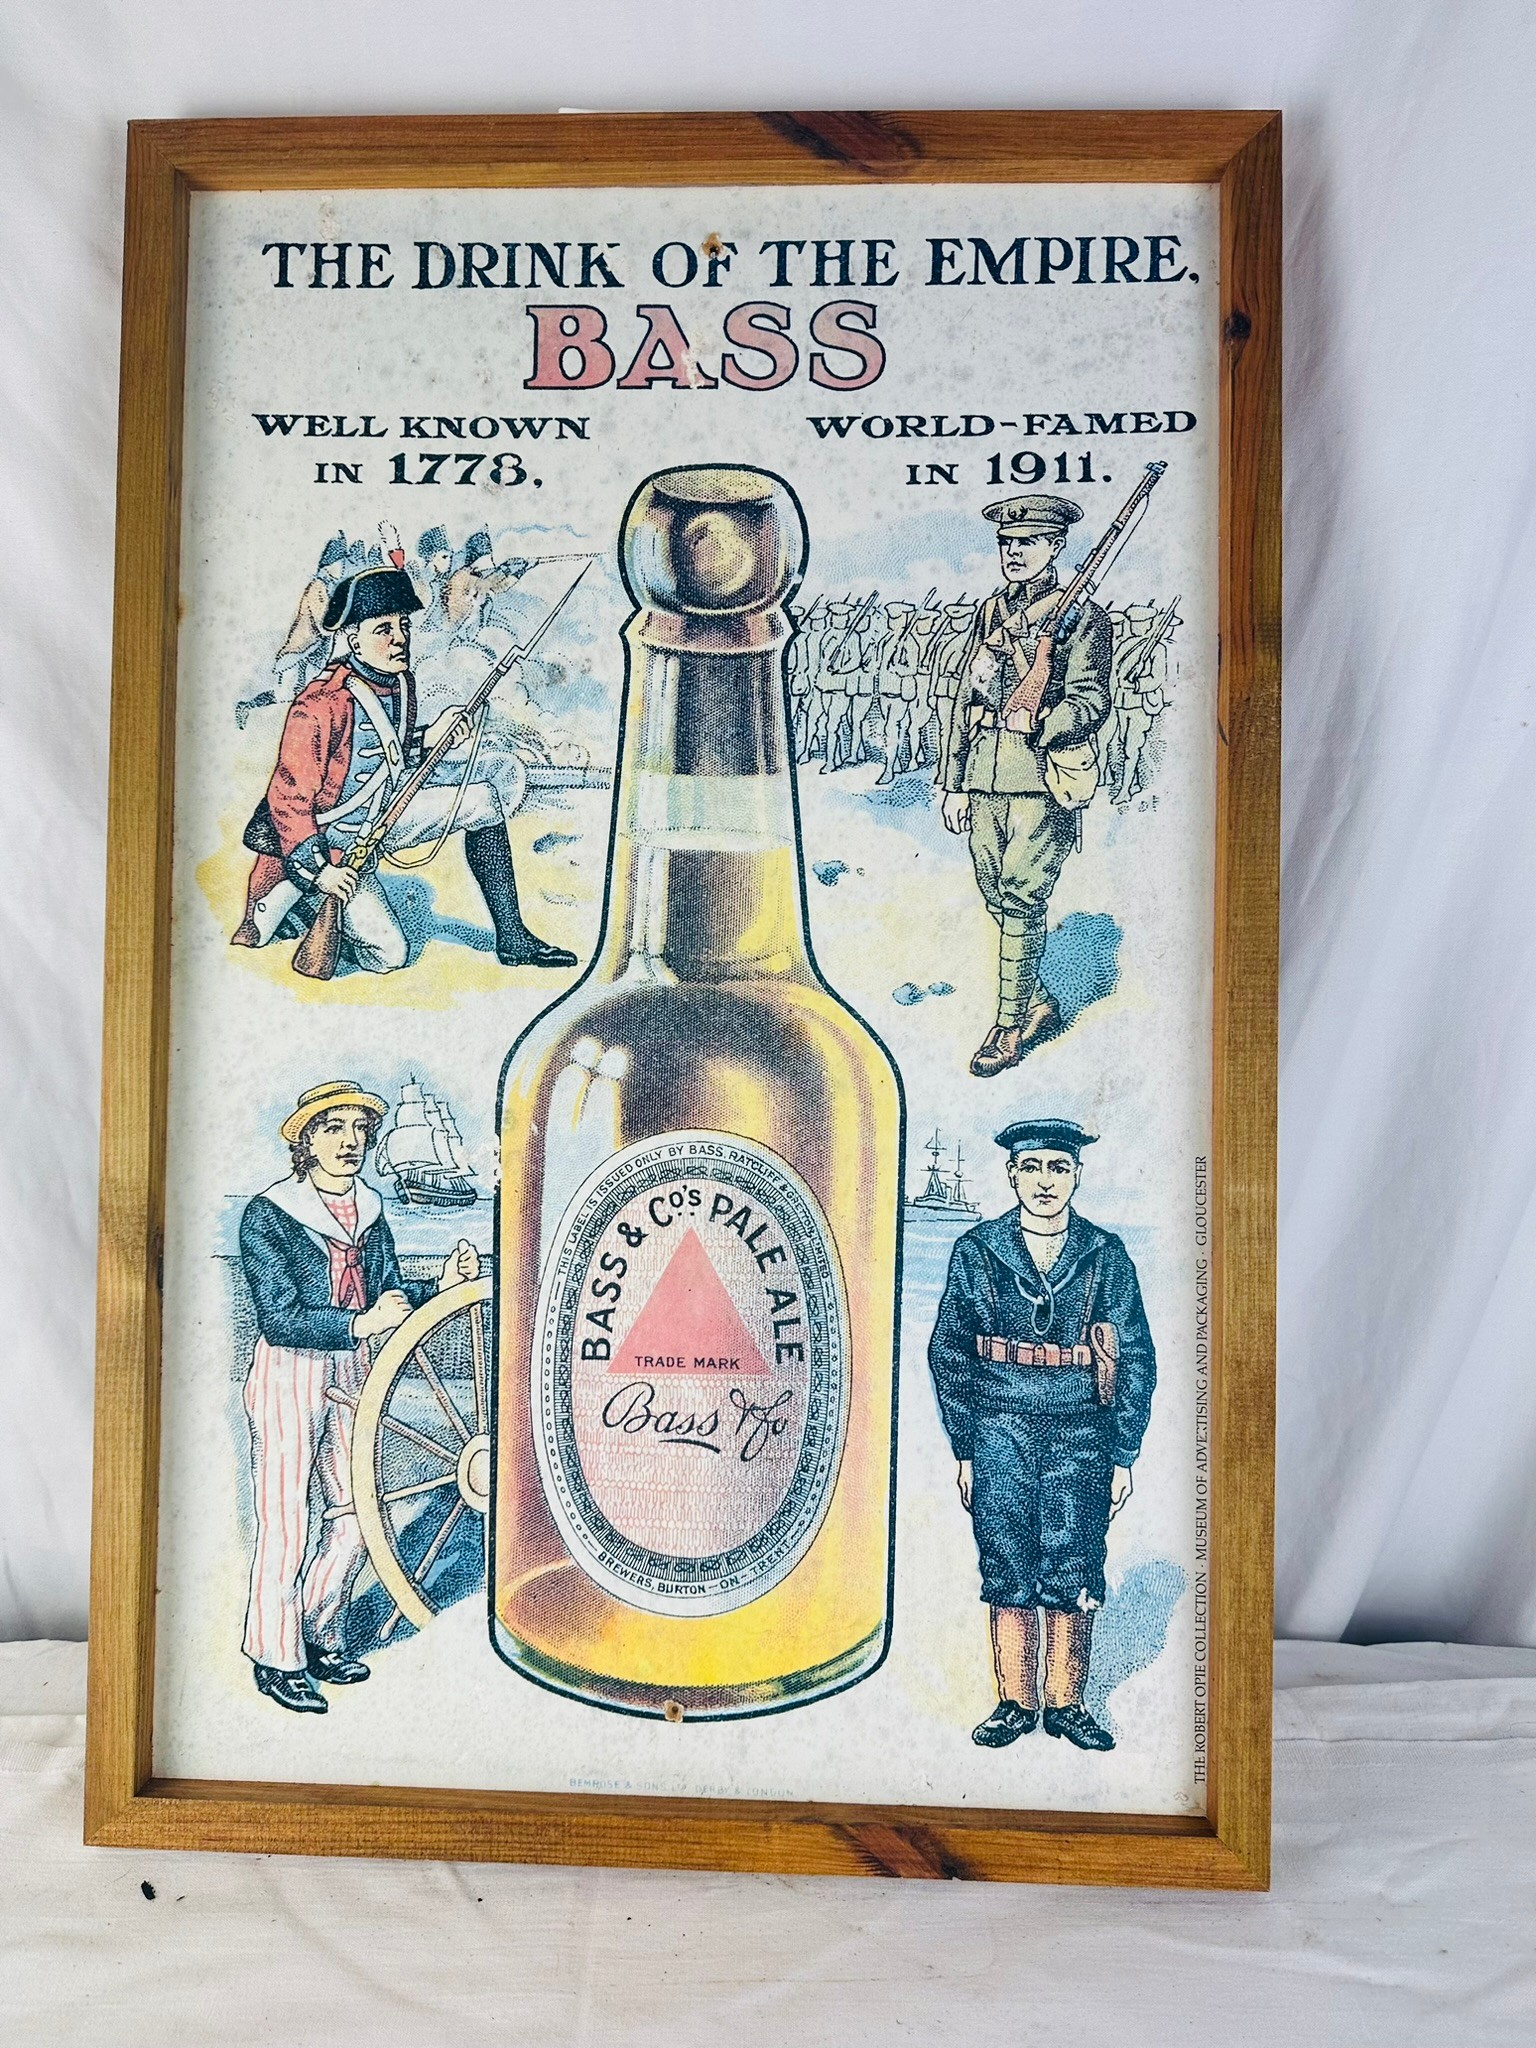 THE DRINK OF THE EMPIRE,
BASS
WELL KNOWN
IN 1778.
WORLD-FAMED
IN 1911.
THIS LABEL IS ISSUED ONLY BY BASS, RATCLIFF & GRETTON LIMITED
BASS & Co's PALE ALE
TRADE MARK
Bass & Co
BREWERS, BURTON-ON-TRENT
BEMROSE & SONS LTD DERBY & LONDON
THE ROBERT OPIE COLLECTION · MUSEUM OF ADVERTISING AND PACKAGING · GLOUCESTER